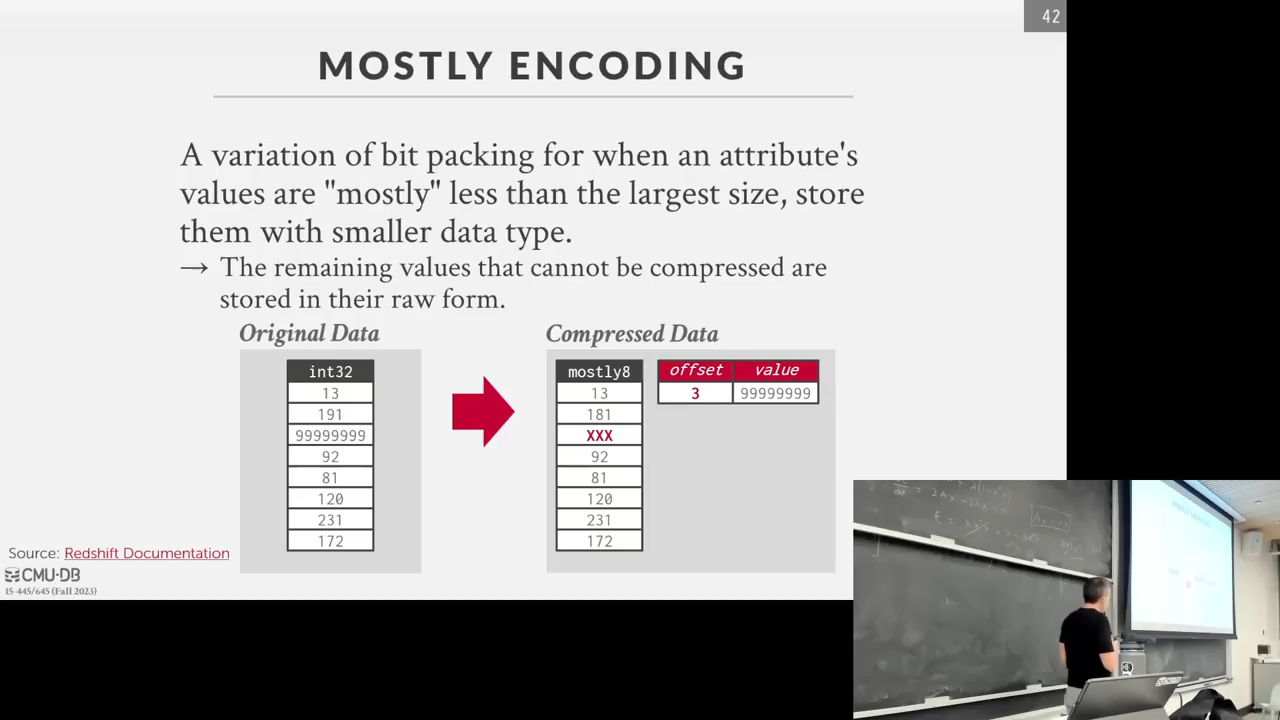 42
MOSTLY ENCODING
A variation of bit packing for when an attribute's
values are "mostly" less than the largest size, store
them with smaller data type.
→ The remaining values that cannot be compressed are
stored in their raw form.
Original Data
int32
13
191
99999999
92
81
120
231
172
Compressed Data
mostly8
13
181
XXX
92
81
120
231
172
offset value
3 99999999
Source: Redshift Documentation
CMU·DB
15-445/645 (Fall 2023)